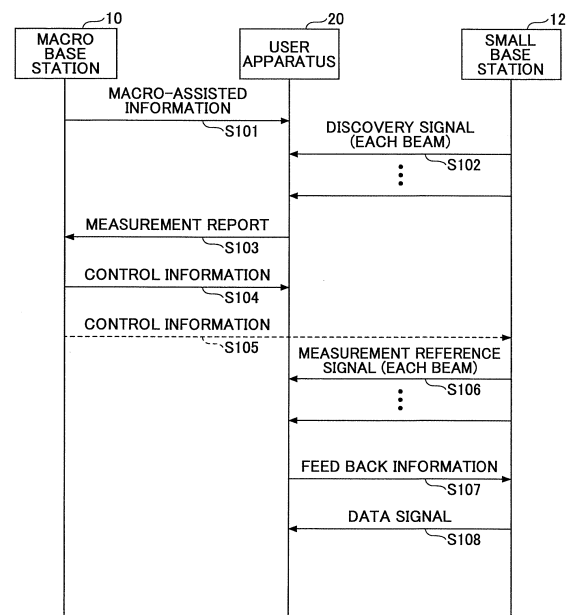 10
MACRO
BASE
STATION
20
USER
APPARATUS
12
SMALL
BASE
STATION
MACRO-ASSISTED
INFORMATION
S101
DISCOVERY SIGNAL
(EACH BEAM)
S102
MEASUREMENT REPORT
S103
CONTROL INFORMATION
S104
CONTROL INFORMATION
S105
MEASUREMENT REFERENCE
SIGNAL (EACH BEAM)
S106
FEED BACK INFORMATION
S107
DATA SIGNAL
S108